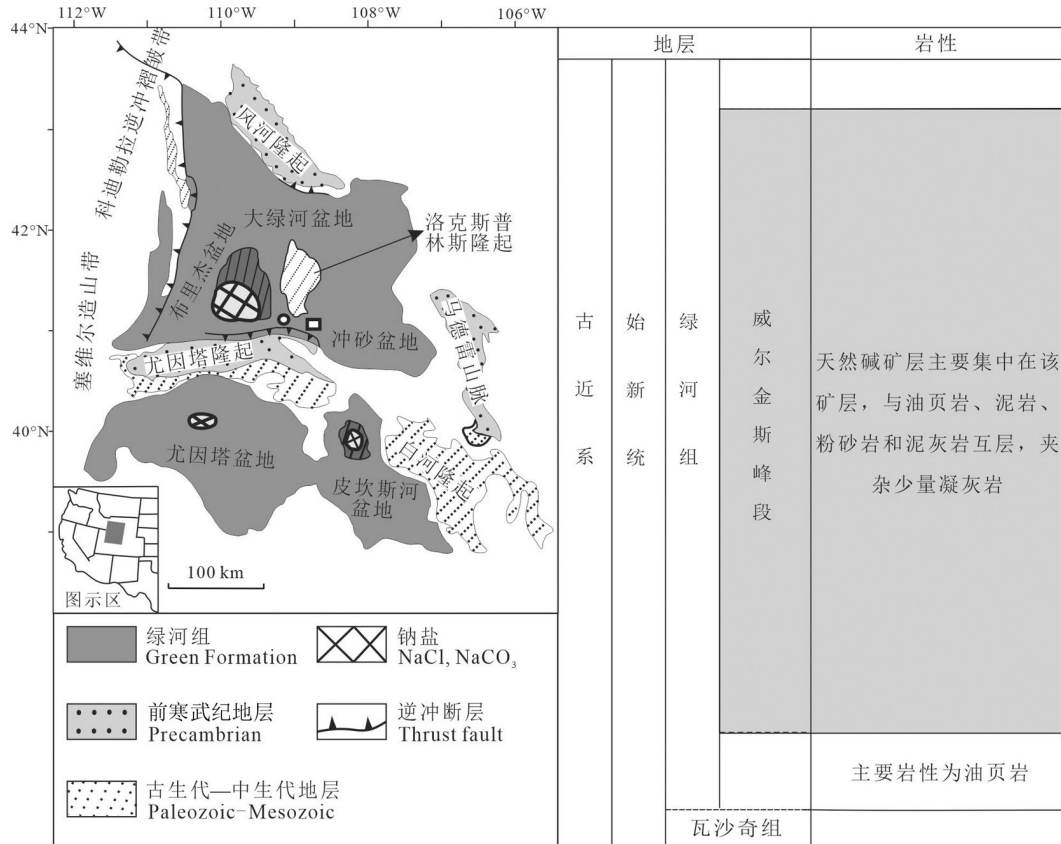 112°W
110°W
108°W
106°W
44°N
42°N
40°N
科迪勒拉逆冲褶皱带
风河隆起
大绿河盆地
洛克斯普
林斯隆起
布里杰盆地
塞维尔造山带
冲砂盆地
马德雷山脉
尤因塔隆起
尤因塔盆地
皮坎斯河
盆地
白河隆起
图示区
100 km
绿河组
Green Formation
钠盐
NaCl, NaCO₃
前寒武纪地层
Precambrian
逆冲断层
Thrust fault
古生代—中生代地层
Paleozoic-Mesozoic
地层
岩性
古近系
始新统
绿河组
威尔金斯峰段
天然碱矿层主要集中在该
矿层，与油页岩、泥岩、
粉砂岩和泥灰岩互层，夹
杂少量凝灰岩
主要岩性为油页岩
瓦沙奇组